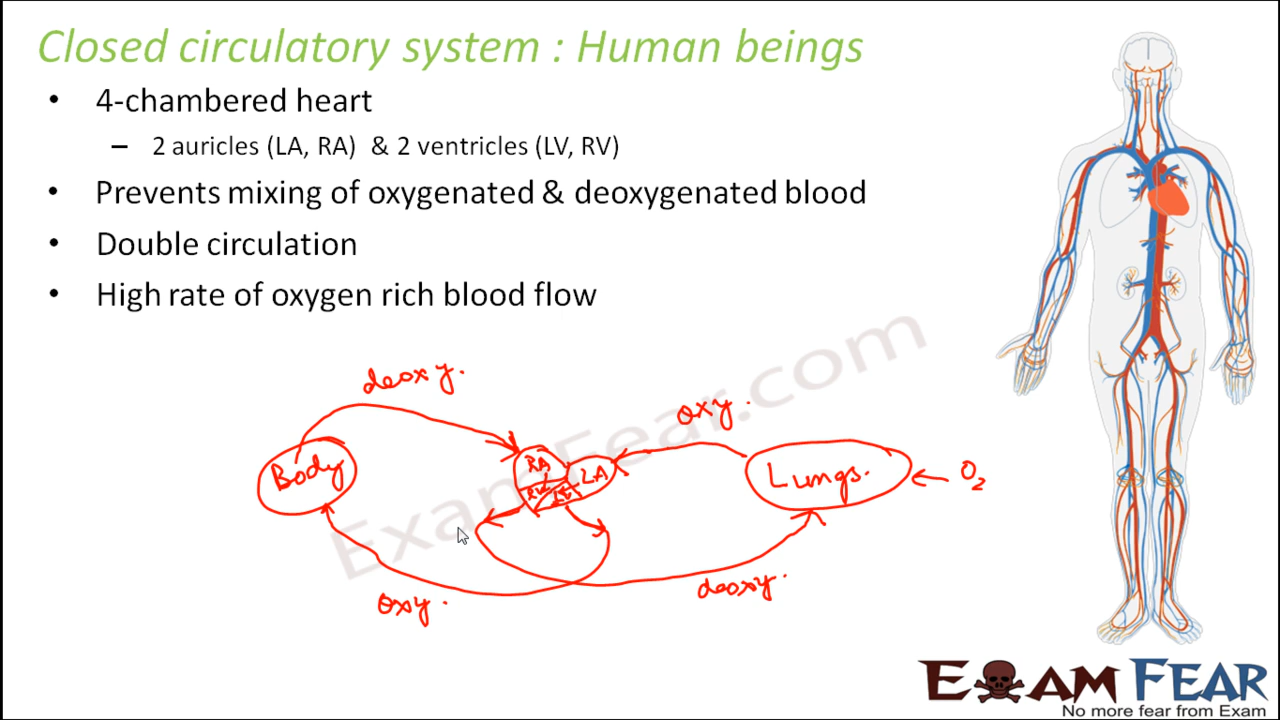 Closed circulatory system : Human beings
• 4-chambered heart
– 2 auricles (LA, RA) & 2 ventricles (LV, RV)
• Prevents mixing of oxygenated & deoxygenated blood
• Double circulation
• High rate of oxygen rich blood flow
ExamFear.com
deoxy.
oxy.
Body
RA
LA
RV
LV
Lungs.
O2
oxy.
deoxy.
EXAM FEAR
No more fear from Exam